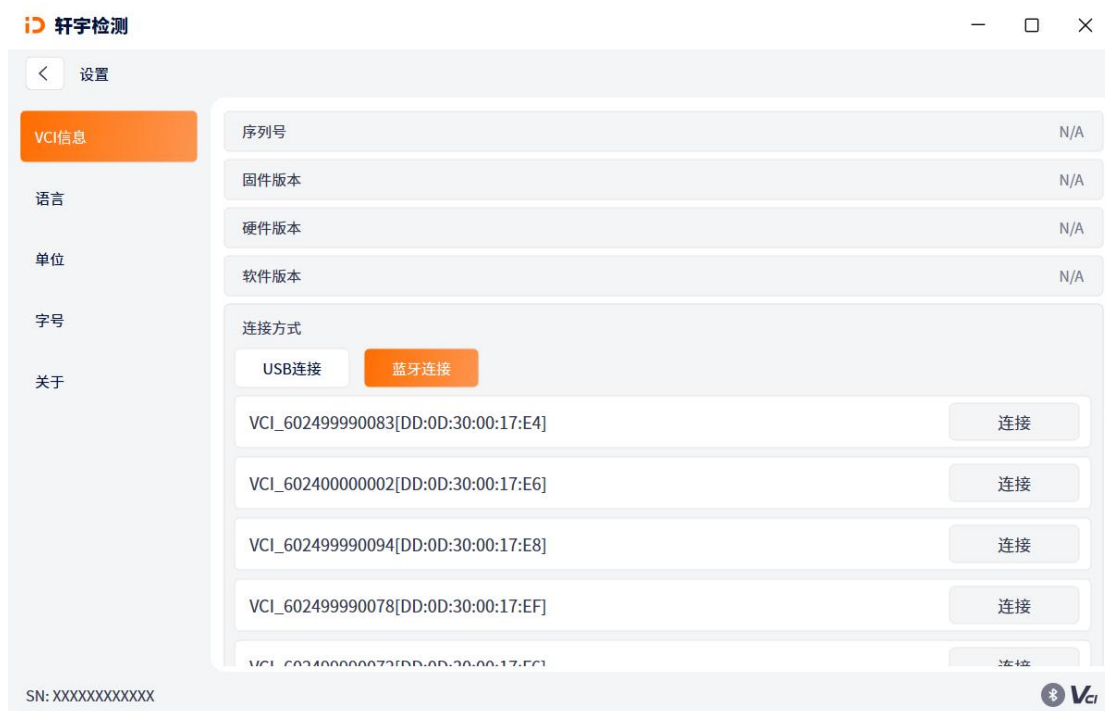 轩宇检测
设置
VCI信息
语言
单位
字号
关于
序列号 N/A
固件版本 N/A
硬件版本 N/A
软件版本 N/A
连接方式
USB连接 蓝牙连接
VCI_602499990083[DD:0D:30:00:17:E4] 连接
VCI_602400000002[DD:0D:30:00:17:E6] 连接
VCI_602499990094[DD:0D:30:00:17:E8] 连接
VCI_602499990078[DD:0D:30:00:17:EF] 连接
SN: XXXXXXXXXXXX
VCI